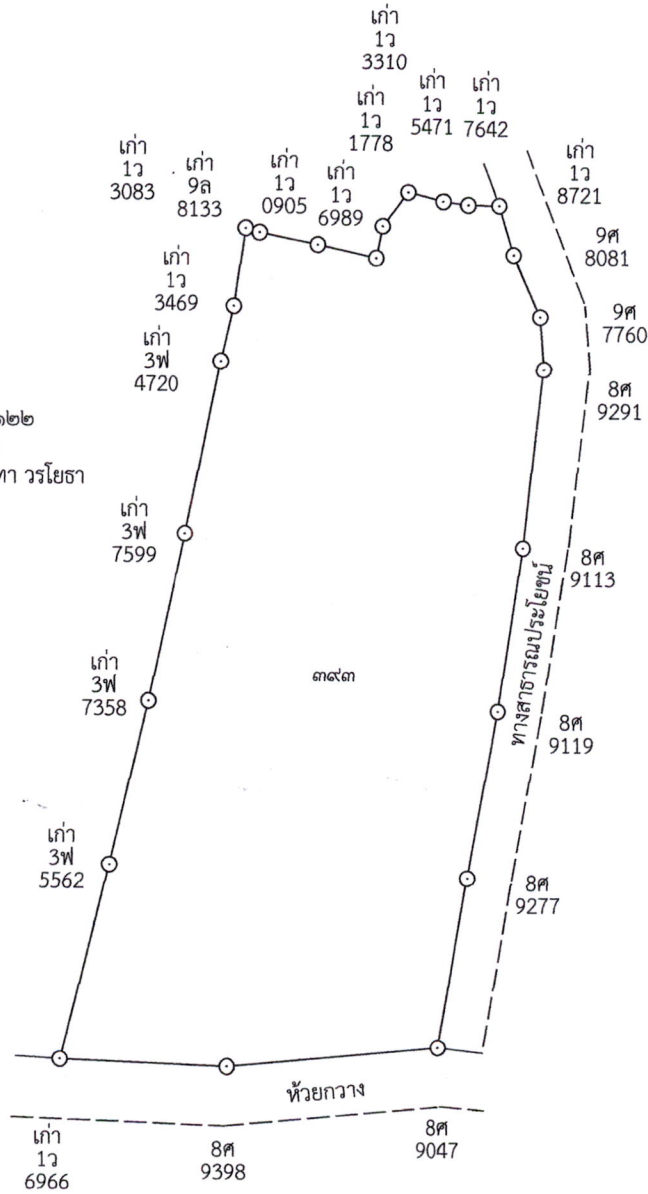 เก่า
1ว
3310
เก่า
1ว
1778
เก่า
1ว
5471
เก่า
1ว
7642
เก่า
1ว
3083
เก่า
9ล
8133
เก่า
1ว
0905
เก่า
1ว
6989
เก่า
1ว
8721
9ศ
8081
เก่า
1ว
3469
9ศ
7760
เก่า
3ฟ
4720
8ศ
9291
๑๒๒
วรโยธา
เก่า
3ฟ
7599
8ศ
9113
ทางสาธารณประโยชน์
๓๙๓
เก่า
3ฟ
7358
8ศ
9119
เก่า
3ฟ
5562
8ศ
9277
ห้วยกวาง
เก่า
1ว
6966
8ศ
9398
8ศ
9047